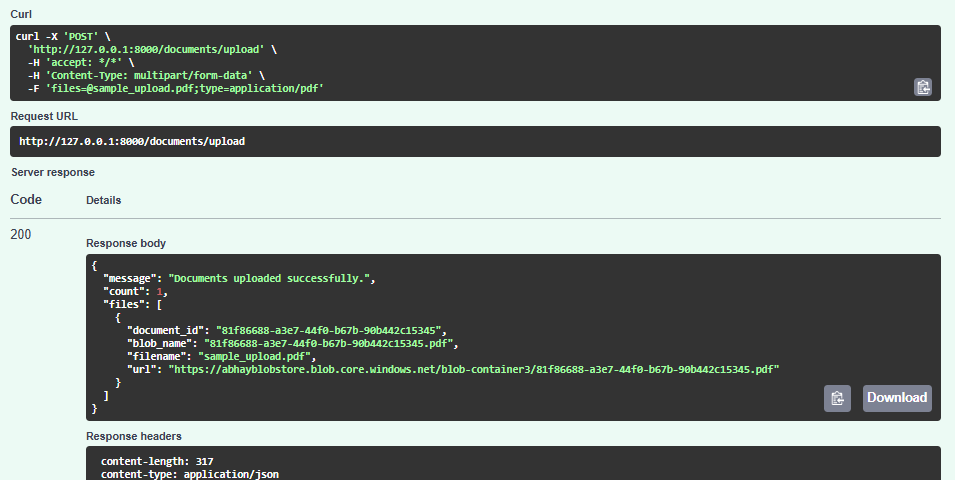 Curl
curl -X 'POST' \
  'http://127.0.0.1:8000/documents/upload' \
  -H 'accept: */*' \
  -H 'Content-Type: multipart/form-data' \
  -F 'files=@sample_upload.pdf;type=application/pdf'
Request URL
http://127.0.0.1:8000/documents/upload
Server response
Code Details
200
Response body
{
  "message": "Documents uploaded successfully.",
  "count": 1,
  "files": [
    {
      "document_id": "81f86688-a3e7-44f0-b67b-90b442c15345",
      "blob_name": "81f86688-a3e7-44f0-b67b-90b442c15345.pdf",
      "filename": "sample_upload.pdf",
      "url": "https://abhayblobstore.blob.core.windows.net/blob-container3/81f86688-a3e7-44f0-b67b-90b442c15345.pdf"
    }
  ]
}
Download
Response headers
content-length: 317
content-type: application/json